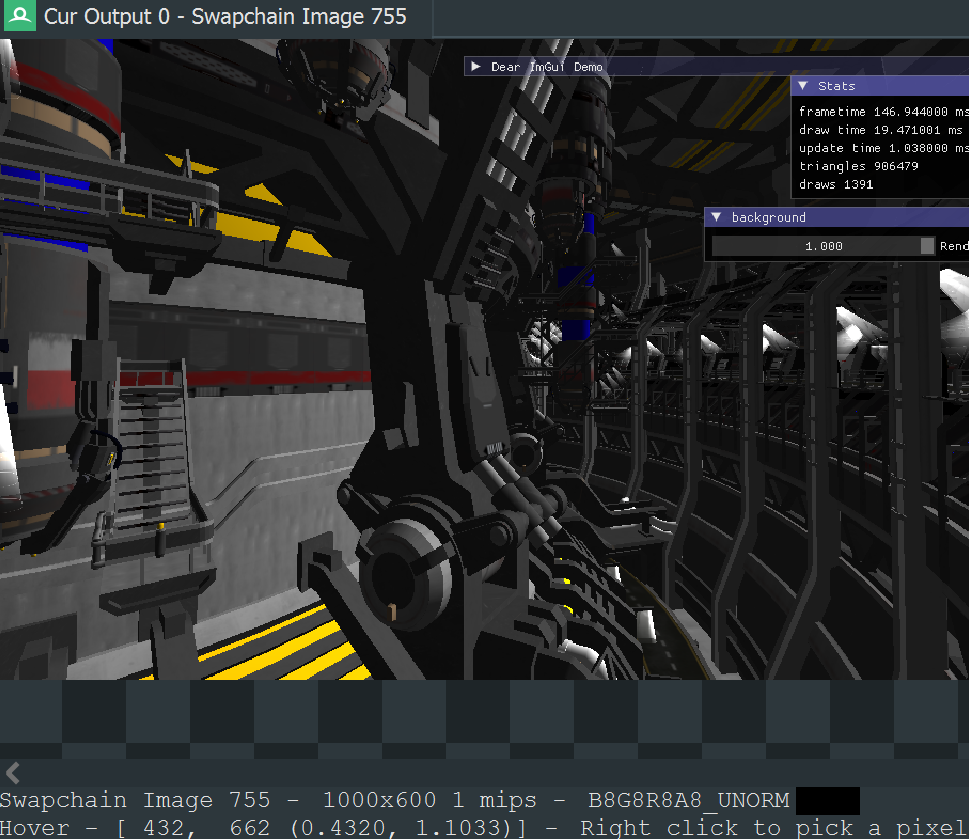 Cur Output 0 - Swapchain Image 755
Dear ImGui Demo
Stats
frametime 146.944000 ms
draw time 19.471001 ms
update time 1.038000 ms
triangles 906479
draws 1391
background
1.000 Rend
Swapchain Image 755 - 1000x600 1 mips - B8G8R8A8_UNORM
Hover - [ 432, 662 (0.4320, 1.1033)] - Right click to pick a pixel